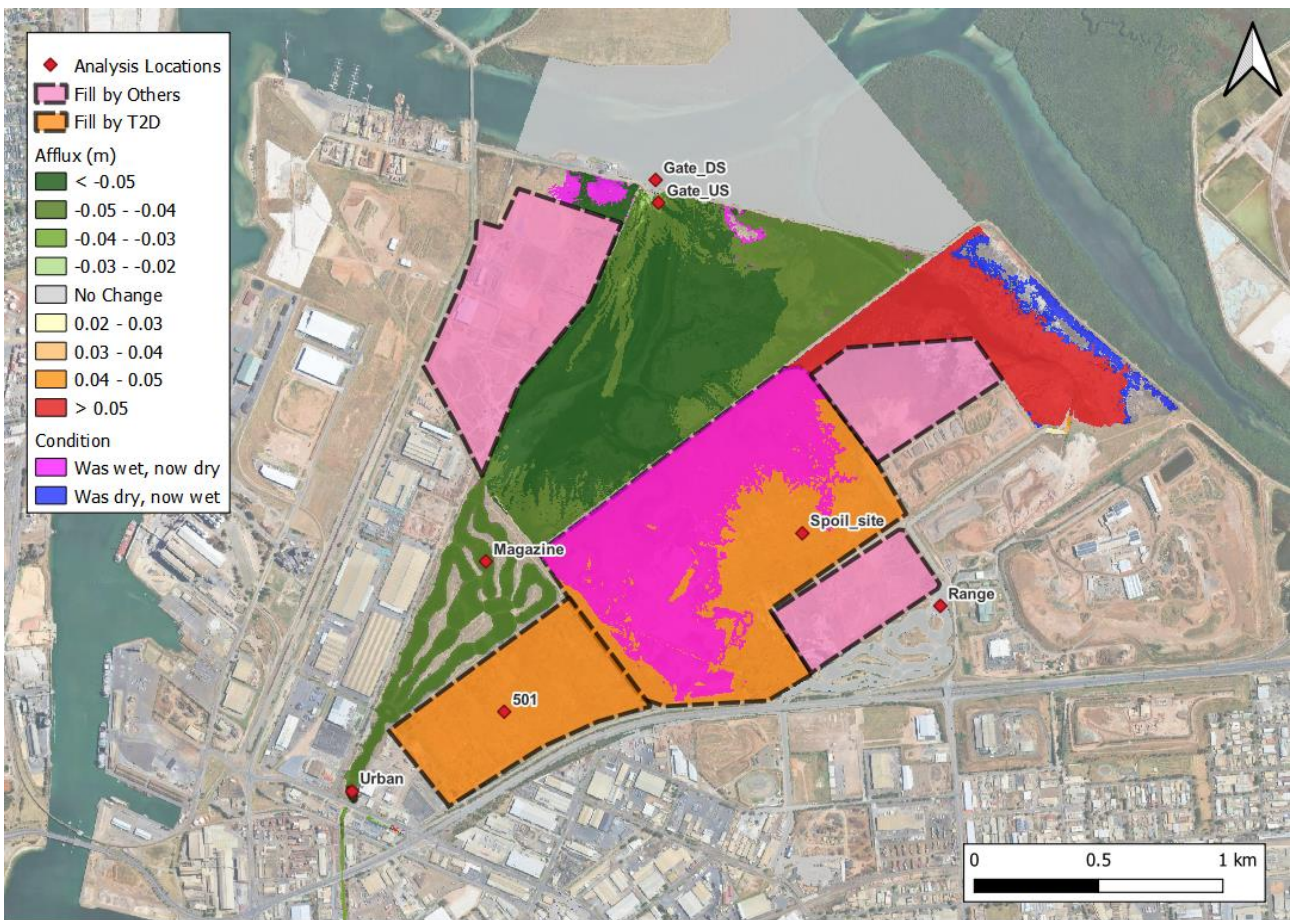 Analysis Locations
Fill by Others
Fill by T2D
Afflux (m)
< -0.05
-0.05 - -0.04
-0.04 - -0.03
-0.03 - -0.02
No Change
0.02 - 0.03
0.03 - 0.04
0.04 - 0.05
> 0.05
Condition
Was wet, now dry
Was dry, now wet
Gate_DS
Gate_US
Magazine
Spoil_site
Range
501
Urban
0 0.5 1 km